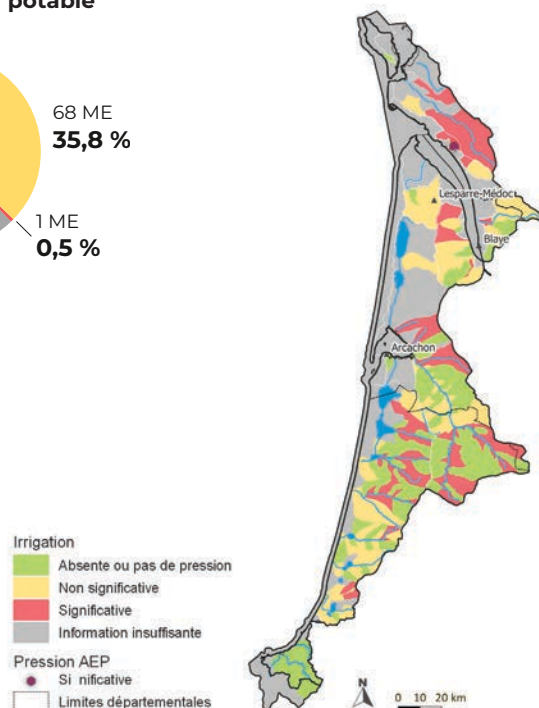 potable
68 ME
35,8 %
1 ME
0,5 %
Lesparre-Médoc
Blaye
Arcachon
Irrigation
Absente ou pas de pression
Non significative
Significative
Information insuffisante
Pression AEP
Si nificative
Limites départementales
N
0 10 20 km